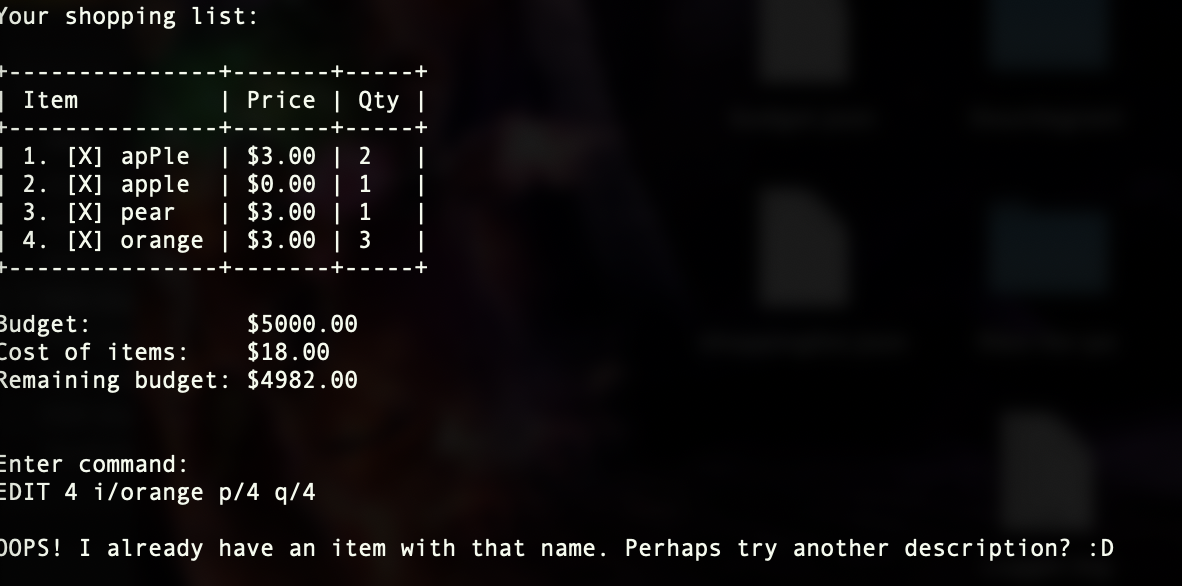 Your shopping list:
+----------------+-------+-----+
| Item           | Price | Qty |
+----------------+-------+-----+
| 1. [X] apPle   | $3.00 | 2   |
| 2. [X] apple   | $0.00 | 1   |
| 3. [X] pear    | $3.00 | 1   |
| 4. [X] orange  | $3.00 | 3   |
+----------------+-------+-----+
Budget:           $5000.00
Cost of items:    $18.00
Remaining budget: $4982.00
Enter command:
EDIT 4 i/orange p/4 q/4
OOPS! I already have an item with that name. Perhaps try another description? :D